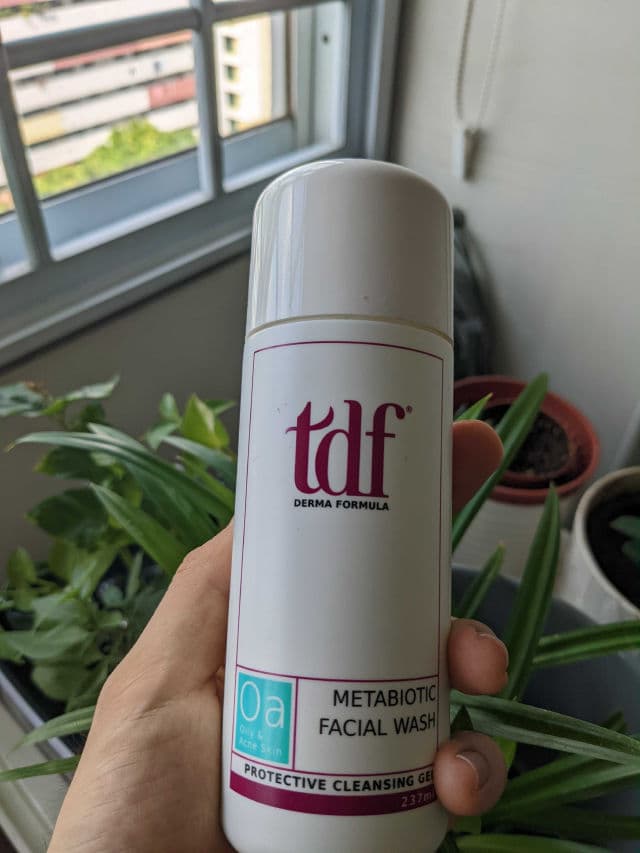 tdf®
DERMA FORMULA
Oa
Oily &
Acne Skin
METABIOTIC
FACIAL WASH
PROTECTIVE CLEANSING GEL
237ml